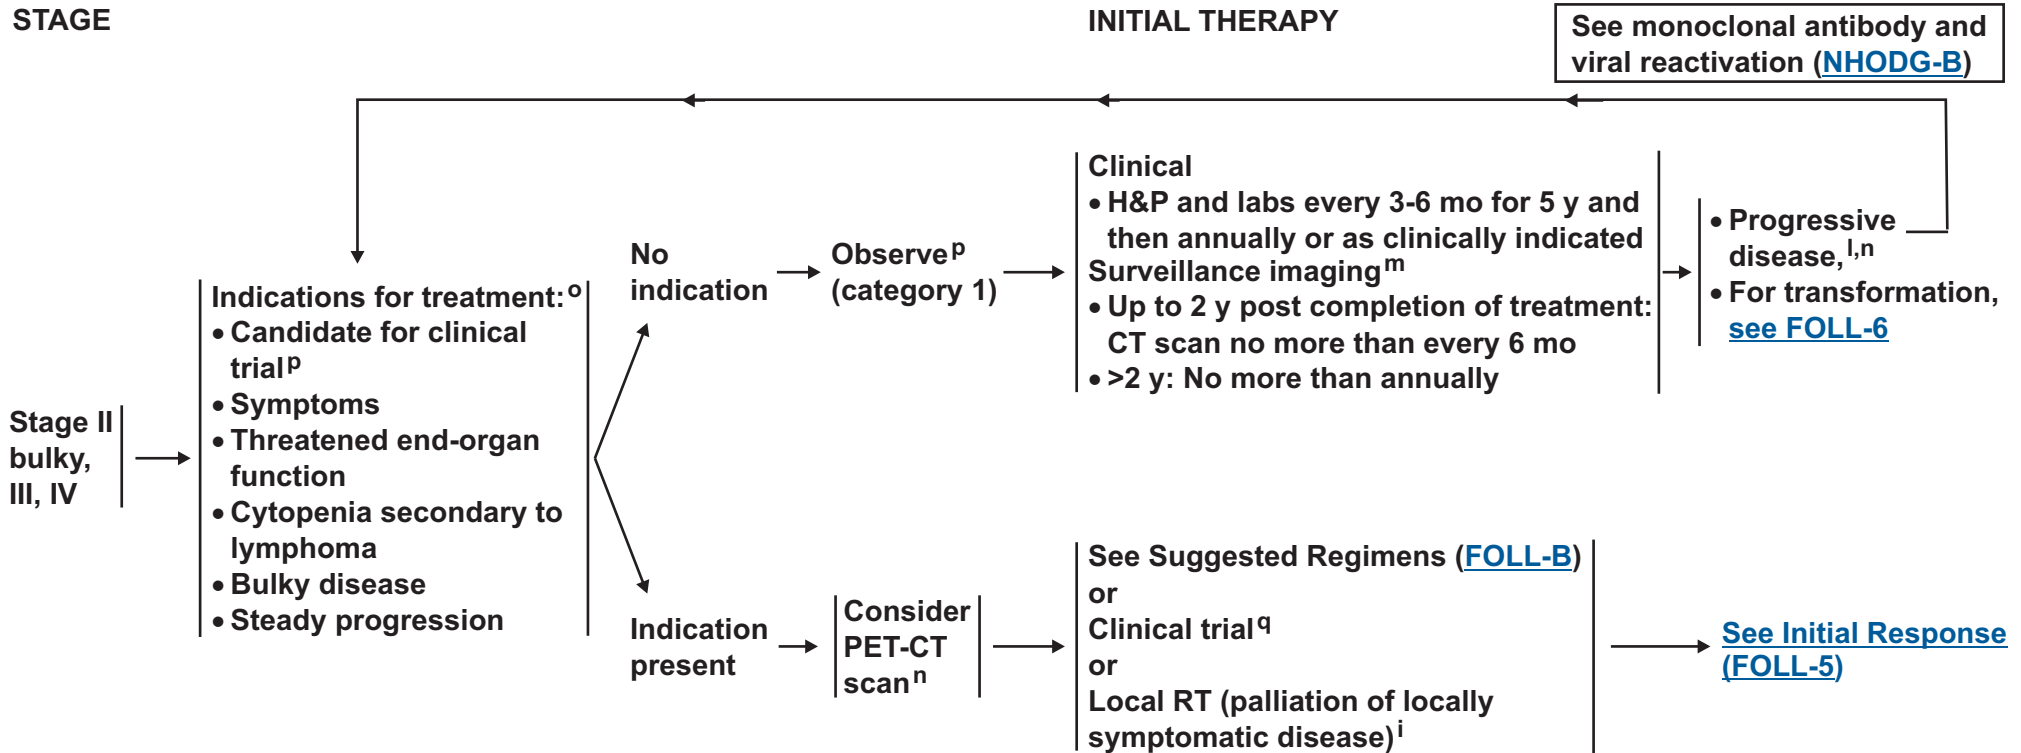 STAGE
INITIAL THERAPY
See monoclonal antibody and
viral reactivation (NHODG-B)
Stage II
bulky,
III, IV
Indications for treatment:o
• Candidate for clinical
trialp
• Symptoms
• Threatened end-organ
function
• Cytopenia secondary to
lymphoma
• Bulky disease
• Steady progression
No
indication
Observep
(category 1)
Clinical
• H&P and labs every 3-6 mo for 5 y and
then annually or as clinically indicated
Surveillance imagingm
• Up to 2 y post completion of treatment:
CT scan no more than every 6 mo
• >2 y: No more than annually
• Progressive
disease,l,n
• For transformation,
see FOLL-6
Indication
present
Consider
PET-CT
scann
See Suggested Regimens (FOLL-B)
or
Clinical trialq
or
Local RT (palliation of locally
symptomatic disease)i
See Initial Response
(FOLL-5)